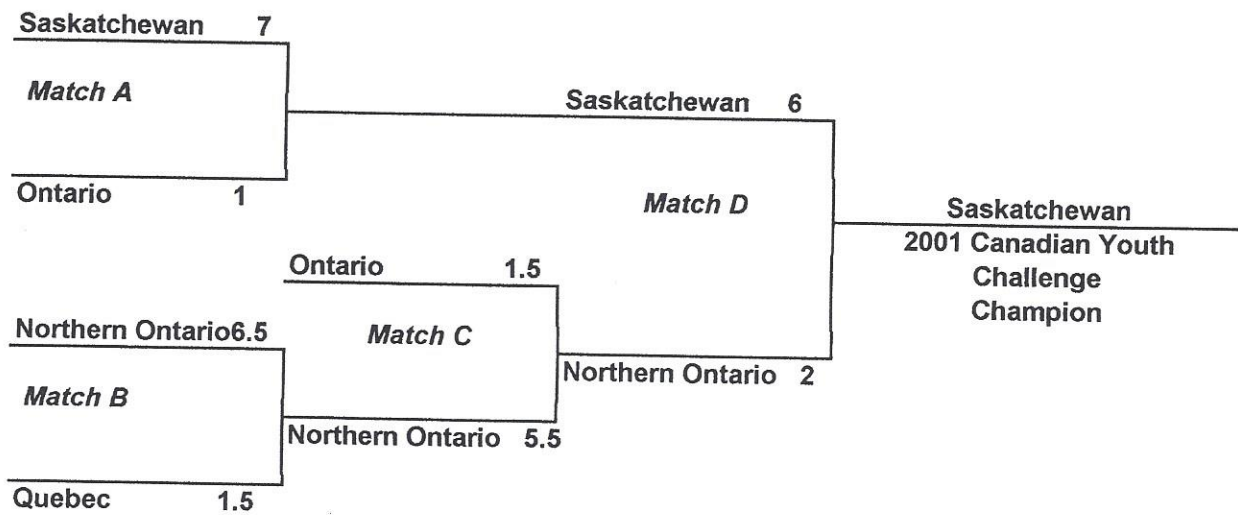 Saskatchewan 7
Match A
Saskatchewan 6
Ontario 1
Match D
Saskatchewan
2001 Canadian Youth
Challenge
Champion
Ontario 1.5
Northern Ontario6.5
Match C
Northern Ontario 2
Match B
Northern Ontario 5.5
Quebec 1.5